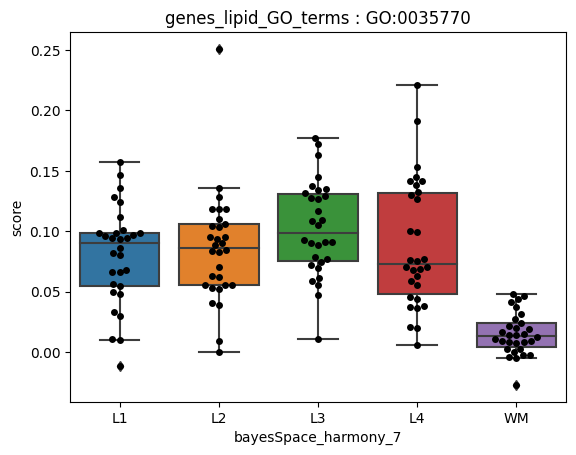 genes_lipid_GO_terms : GO:0035770
0.25
0.20
0.15
0.10
0.05
0.00
score
L1 L2 L3 L4 WM
bayesSpace_harmony_7